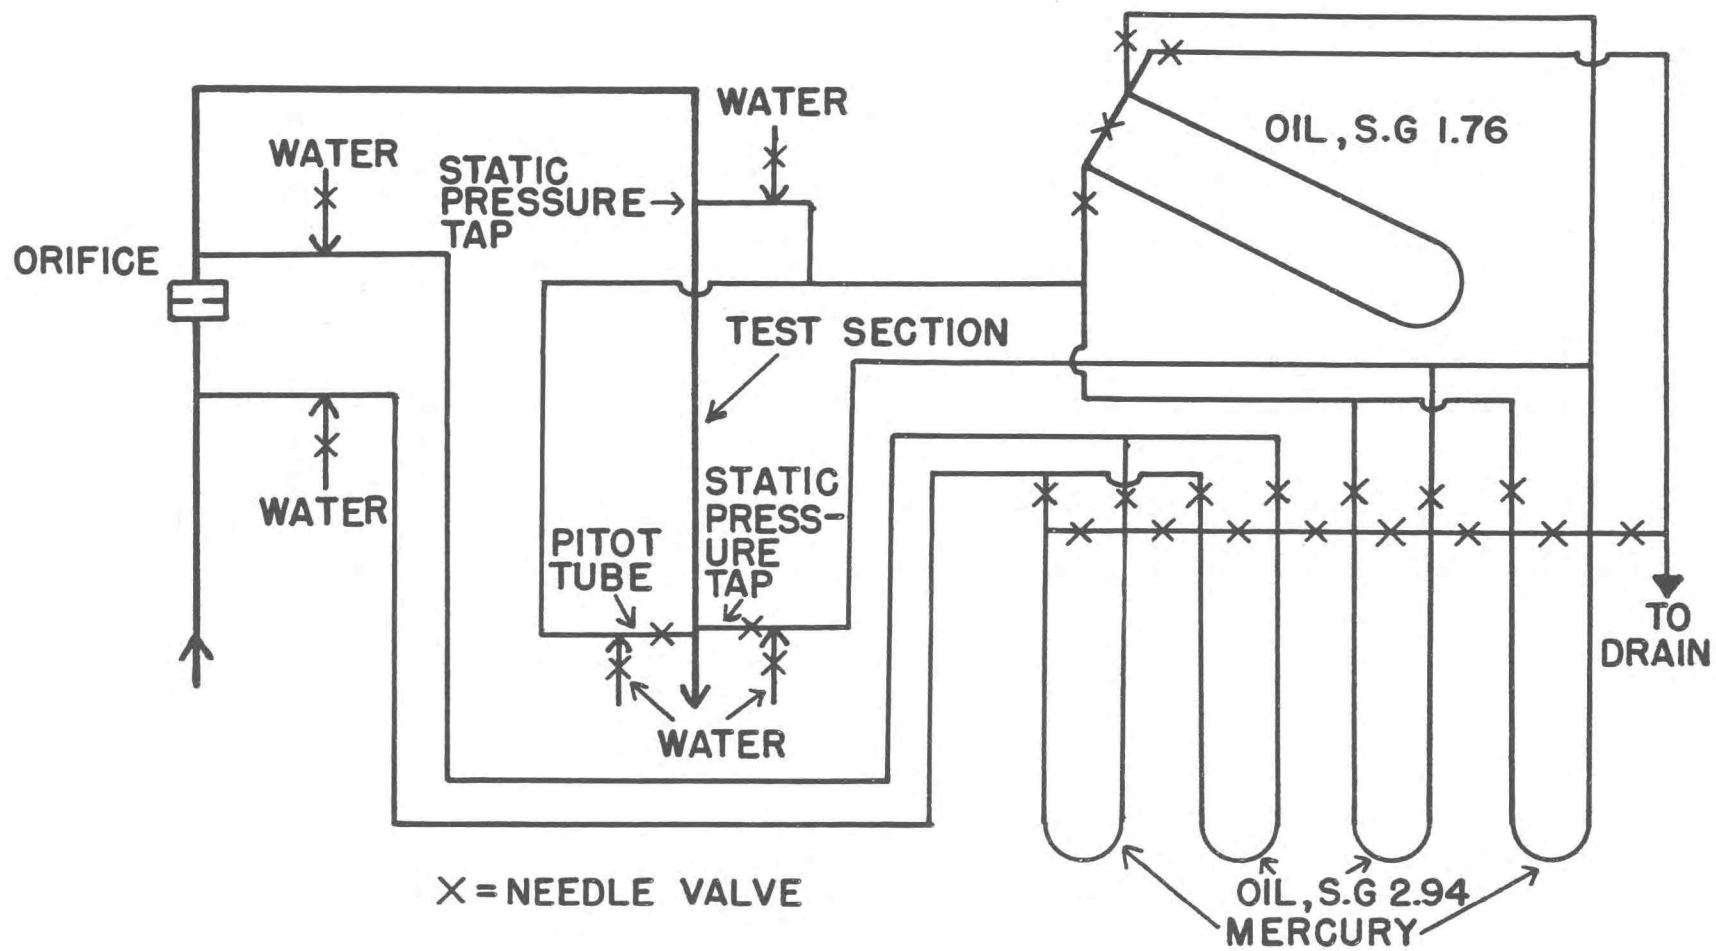 WATER
OIL, S.G 1.76
WATER
STATIC
PRESSURE
TAP
ORIFICE
TEST SECTION
STATIC
PRESS-
URE
TAP
WATER
PITOT
TUBE
TO
DRAIN
WATER
X = NEEDLE VALVE
OIL, S.G 2.94
MERCURY